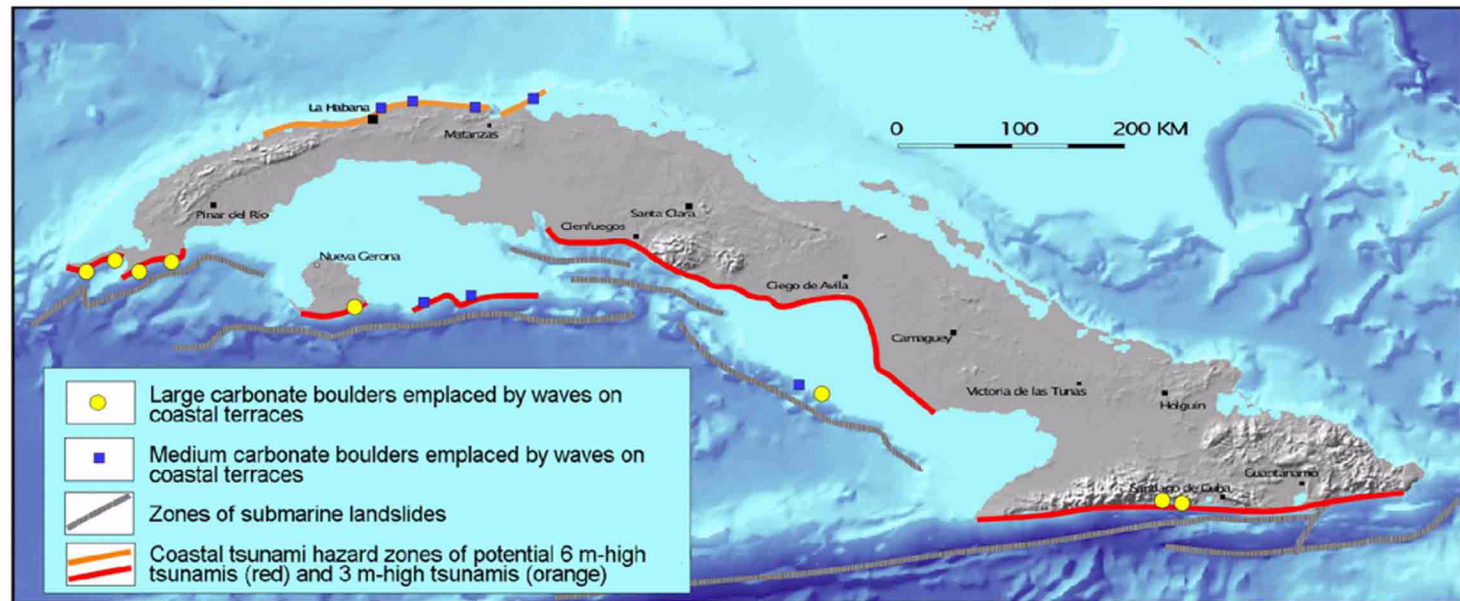 La Habana
Matanzas
0 100 200 KM
Pinar del Río
Santa Clara
Cienfuegos
Nueva Gerona
Ciego de Avila
Camaguey
Victoria de las Tunas
Holguin
Guantanamo
Santiago de Cuba
Large carbonate boulders emplaced by waves on
coastal terraces
Medium carbonate boulders emplaced by waves on
coastal terraces
Zones of submarine landslides
Coastal tsunami hazard zones of potential 6 m-high
tsunamis (red) and 3 m-high tsunamis (orange)